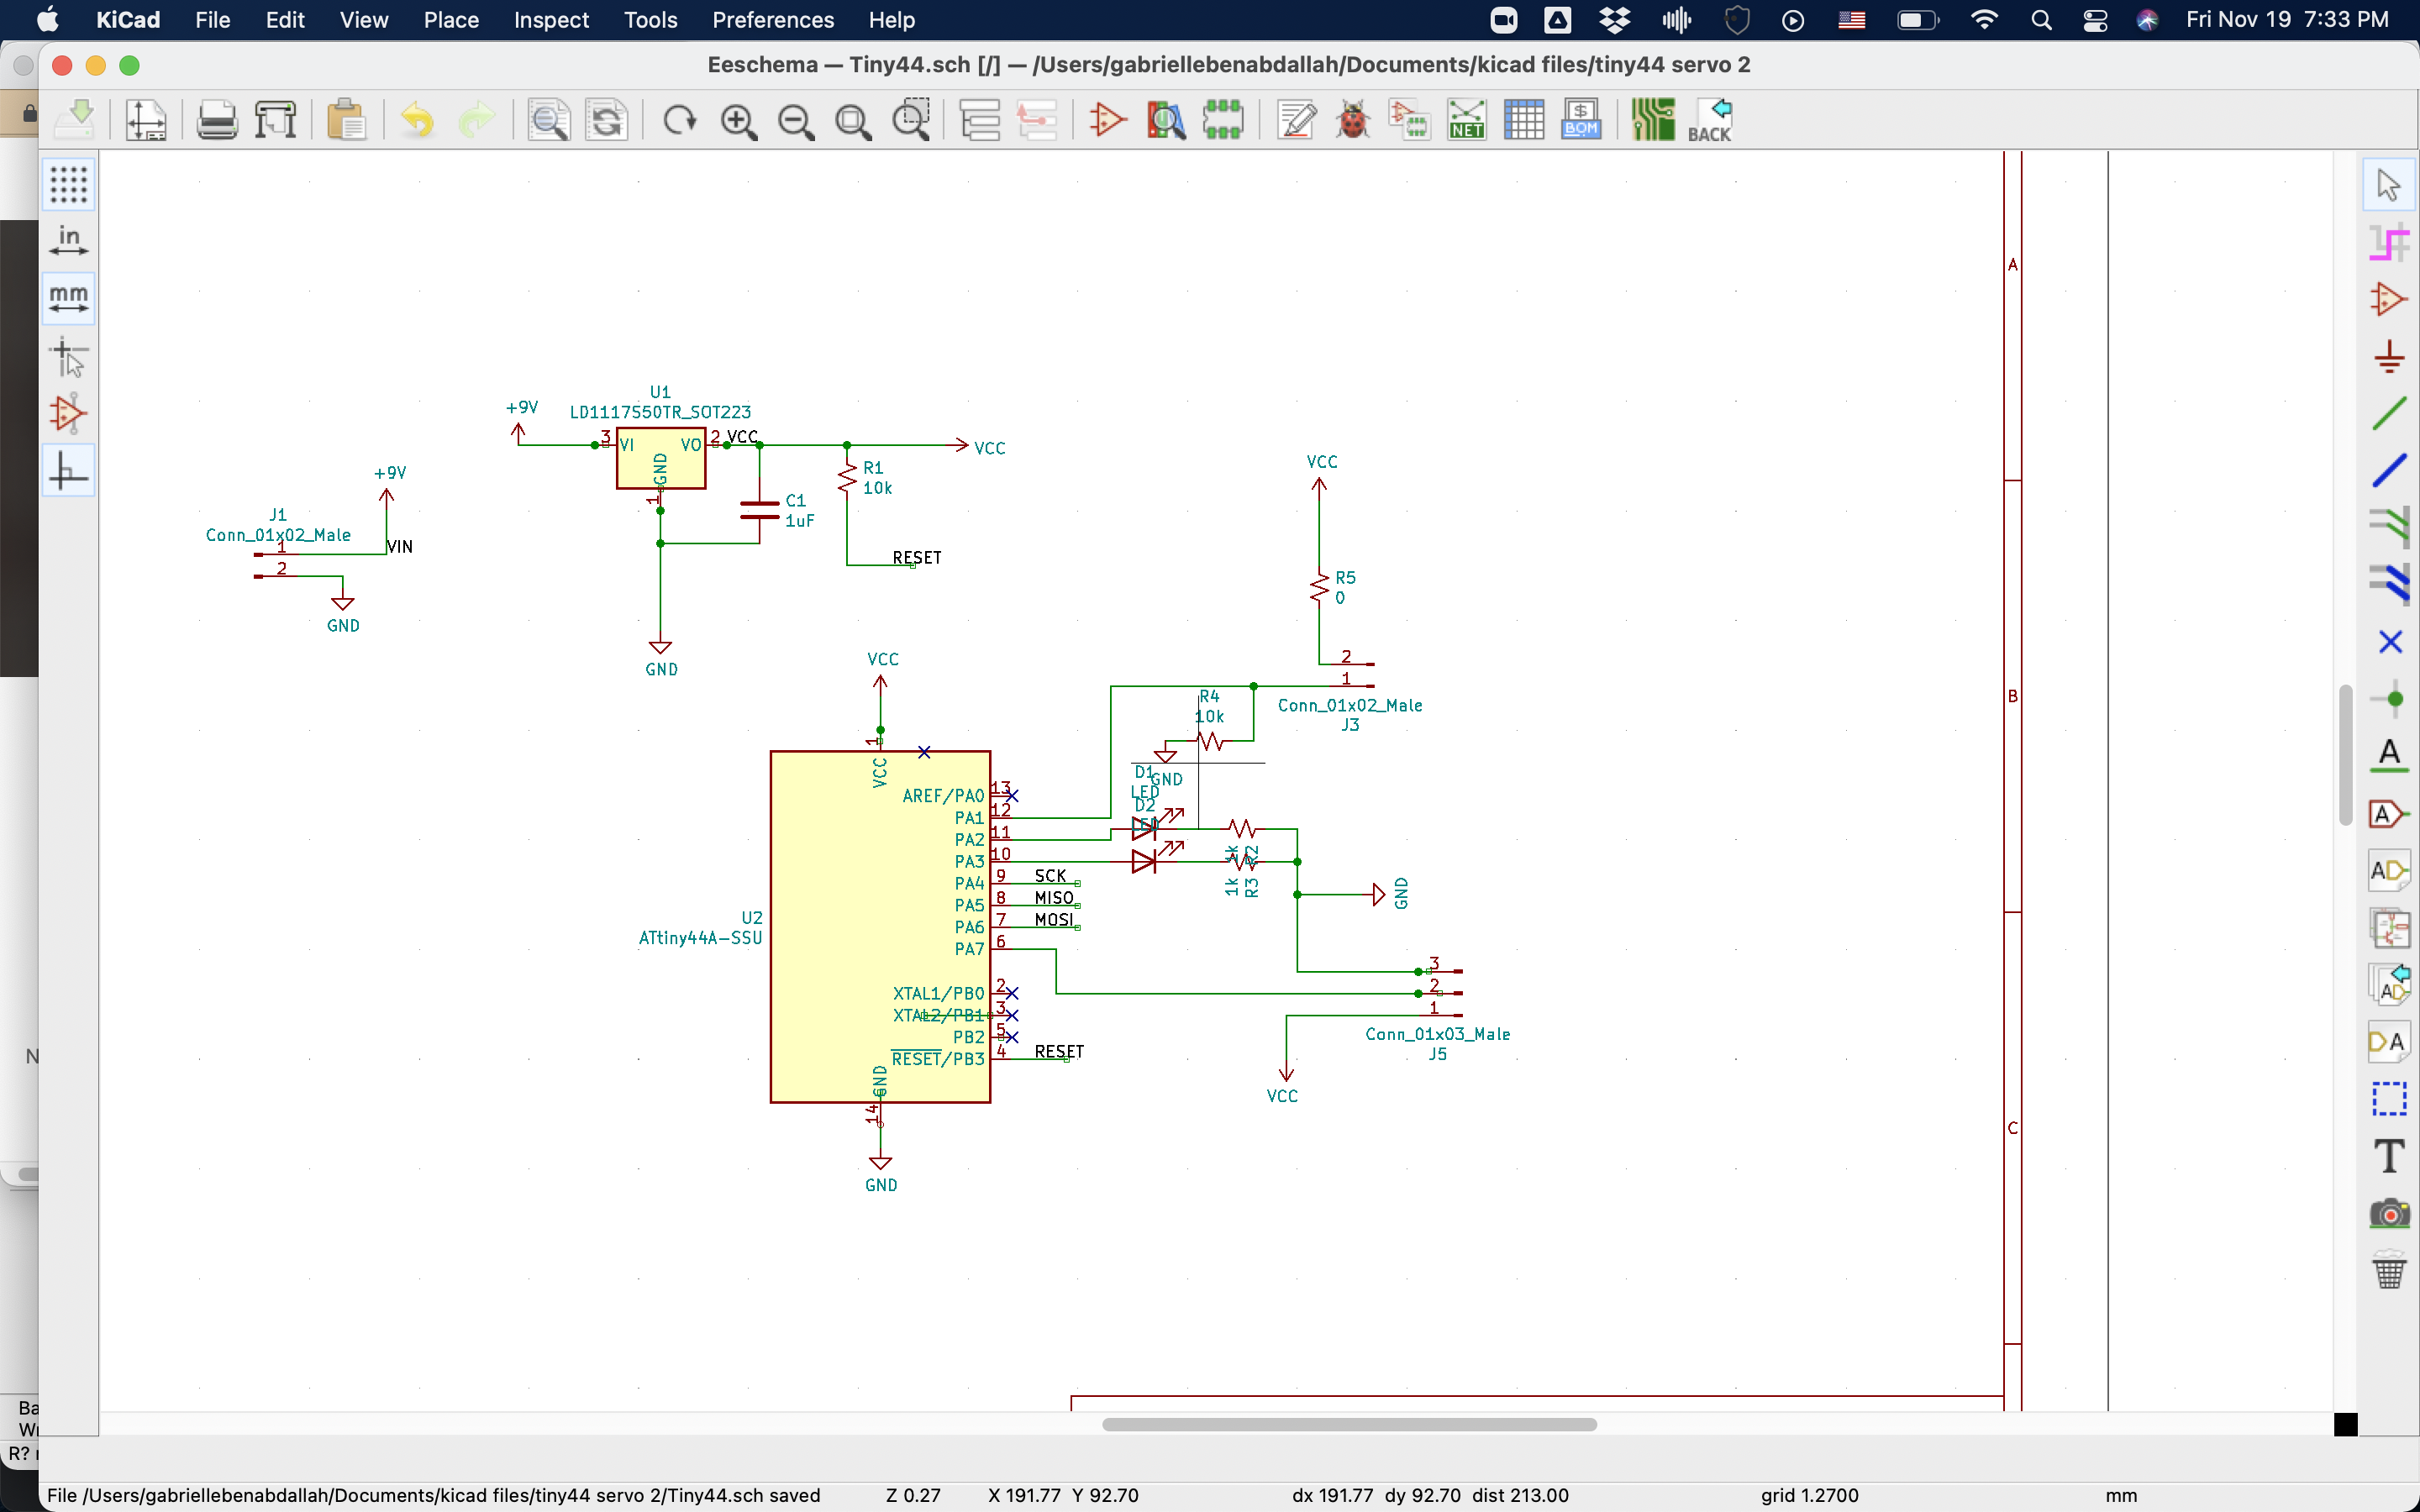 KiCad File Edit View Place Inspect Tools Preferences Help Fri Nov 19 7:33 PM
Eeschema — Tiny44.sch [/] — /Users/gabriellebenabdallah/Documents/kicad files/tiny44 servo 2
NET
$
BOM
BACK
in
mm
A
U1
+9V
LD1117S50TR_SOT223
3 VI VO 2 VCC
VCC
GND
1
R1
10k
C1
1uF
RESET
GND
+9V
J1
Conn_01x02_Male
1
VIN
2
GND
VCC
R5
0
2
1
Conn_01x02_Male
J3
R4
10k
GND
B
VCC
1
VCC
D1
LED
D2
LED
AREF/PA0 13
PA1 12
PA2 11
PA3 10
PA4 9 SCK
PA5 8 MISO
PA6 7 MOSI
PA7 6
1k R2
1k R3
GND
U2
ATtiny44A-SSU
XTAL1/PB0 2
XTAL2/PB1 3
PB2 5
RESET/PB3 4 RESET
GND
14
GND
3
2
1
Conn_01x03_Male
J5
VCC
C
A
A
AD
AD
DA
T
N
Ba
R?
File /Users/gabriellebenabdallah/Documents/kicad files/tiny44 servo 2/Tiny44.sch saved Z 0.27 X 191.77 Y 92.70 dx 191.77 dy 92.70 dist 213.00 grid 1.2700 mm